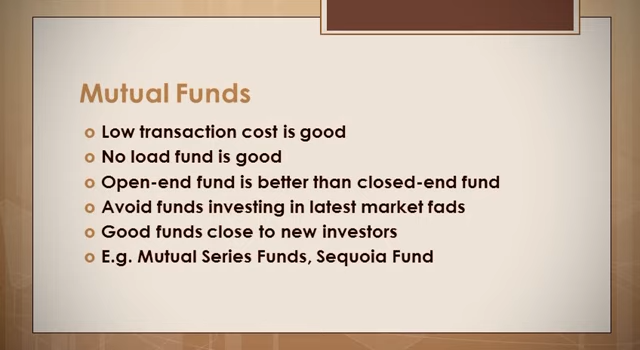 Mutual Funds
Low transaction cost is good
No load fund is good
Open-end fund is better than closed-end fund
Avoid funds investing in latest market fads
Good funds close to new investors
E.g. Mutual Series Funds, Sequoia Fund